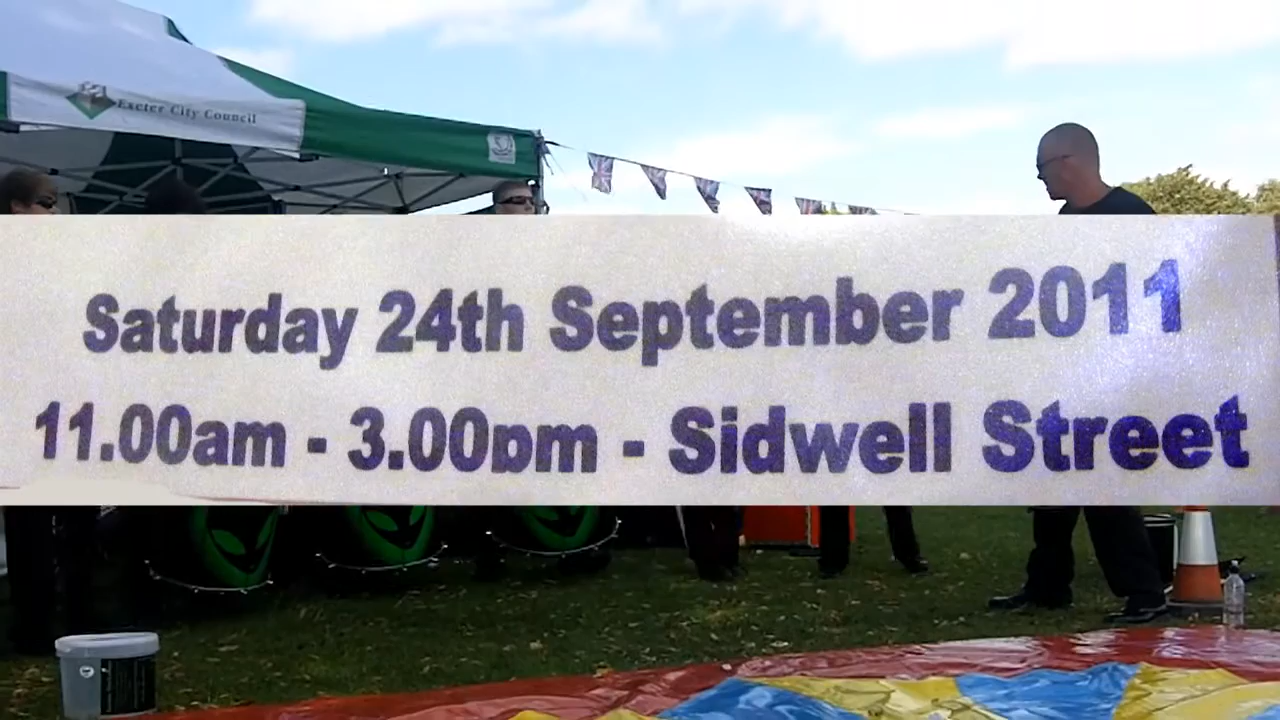 Exeter City Council
Saturday 24th September 2011
11.00am - 3.00pm - Sidwell Street